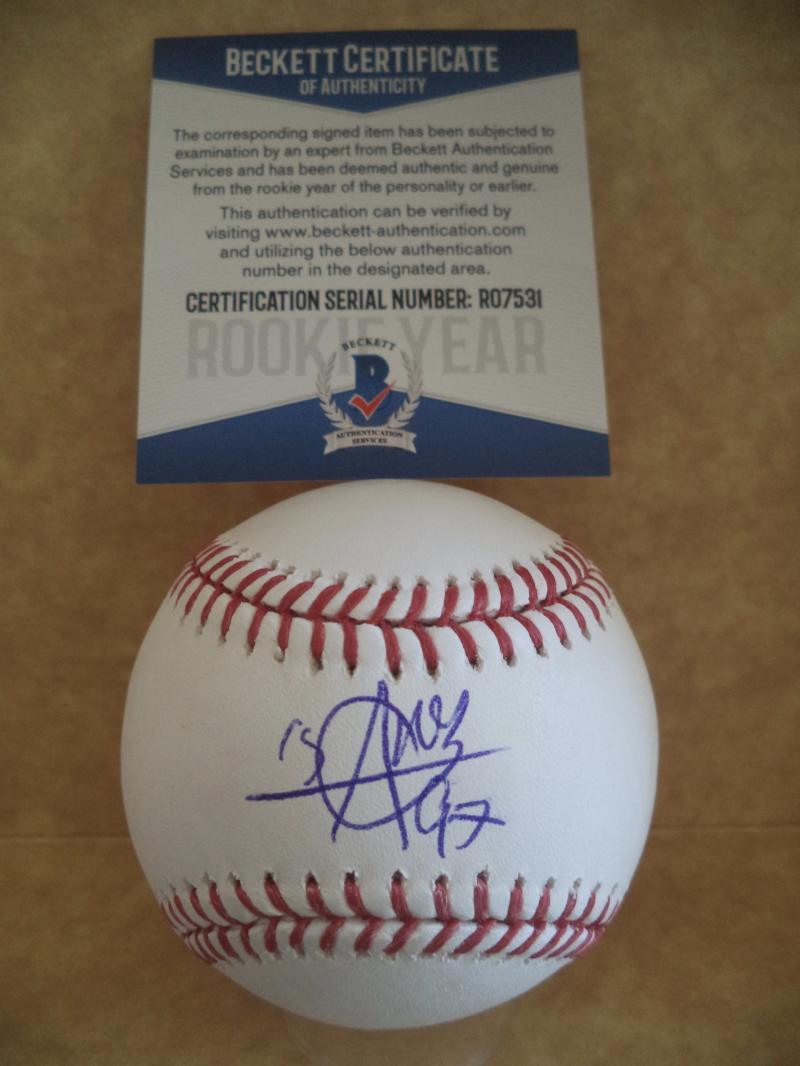 BECKETT CERTIFICATE
OF AUTHENTICITY
The corresponding signed item has been subjected to
examination by an expert from Beckett Authentication
Services and has been deemed authentic and genuine
from the rookie year of the personality or earlier.
This authentication can be verified by
visiting www.beckett-authentication.com
and utilizing the below authentication
number in the designated area.
CERTIFICATION SERIAL NUMBER: R07531
ROOKIE YEAR
BECKETT
B
AUTHENTICATION
SERVICES